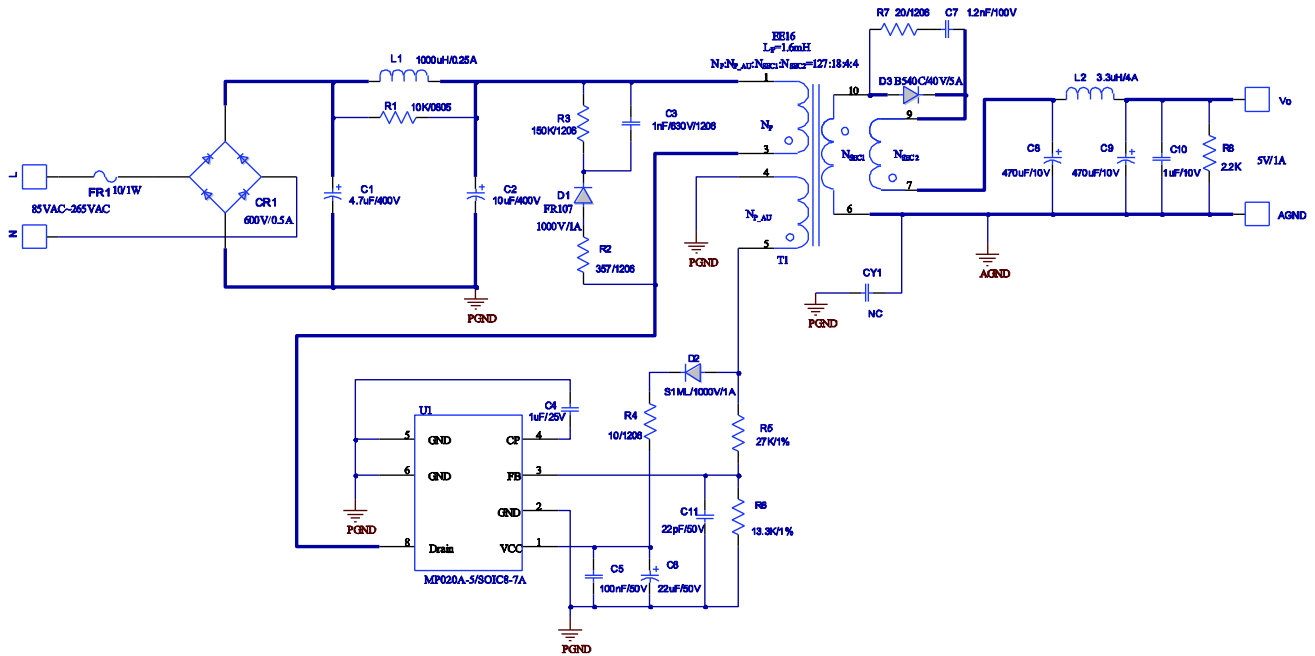 R7 20/1206
C7 1.2nF/100V
EE16
LP=1.6mH
NP:NP_AU:NSEC1:NSEC2=127:18:4:4
L1 1000uH/0.25A
R1 10K/0805
R3
150K/1206
C3
1nF/630V/1206
1
3
4
5
NP
NP_AU
T1
10
9
7
6
NSEC1
NSEC2
D3 B540C/40V/5A
L2 3.3uH/4A
Vo
5V/1A
AGND
C8
470uF/10V
C9
470uF/10V
C10
1uF/10V
R8
2.2K
L
N
FR1 10/1W
85VAC~265VAC
CR1
600V/0.5A
C1
4.7uF/400V
C2
10uF/400V
D1
FR107
1000V/1A
R2
357/1206
PGND
PGND
AGND
CY1
NC
PGND
D2
S1ML/1000V/1A
R4
10/1206
R5
27K/1%
R6
13.3K/1%
C4
1uF/25V
U1
5 GND
CP 4
6 GND
FB 3
GND 2
8 Drain
VCC 1
MP020A-5/SOIC8-7A
PGND
C11
22pF/50V
C5
100nF/50V
C6
22uF/50V
PGND